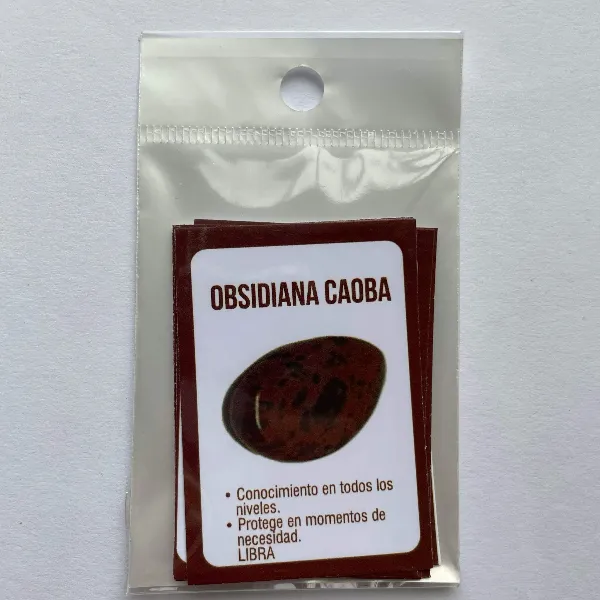 OBSIDIANA CAOBA
• Conocimiento en todos los
niveles.
• Protege en momentos de
necesidad.
LIBRA